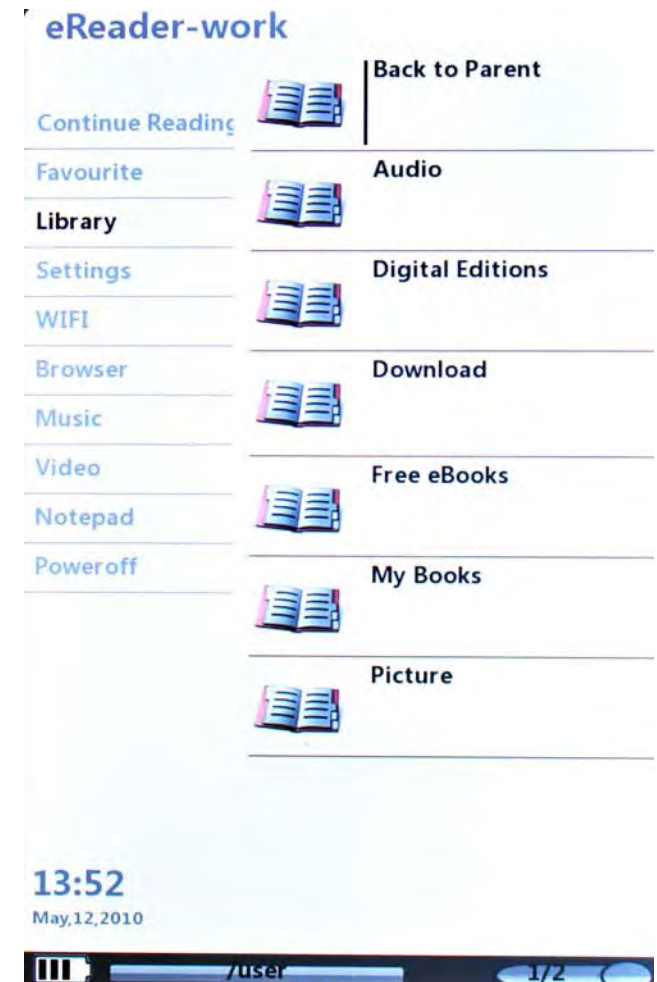 eReader-work
Continue Reading
Favourite
Library
Settings
WIFI
Browser
Music
Video
Notepad
Poweroff
Back to Parent
Audio
Digital Editions
Download
Free eBooks
My Books
Picture
13:52
May,12,2010
/user
1/2